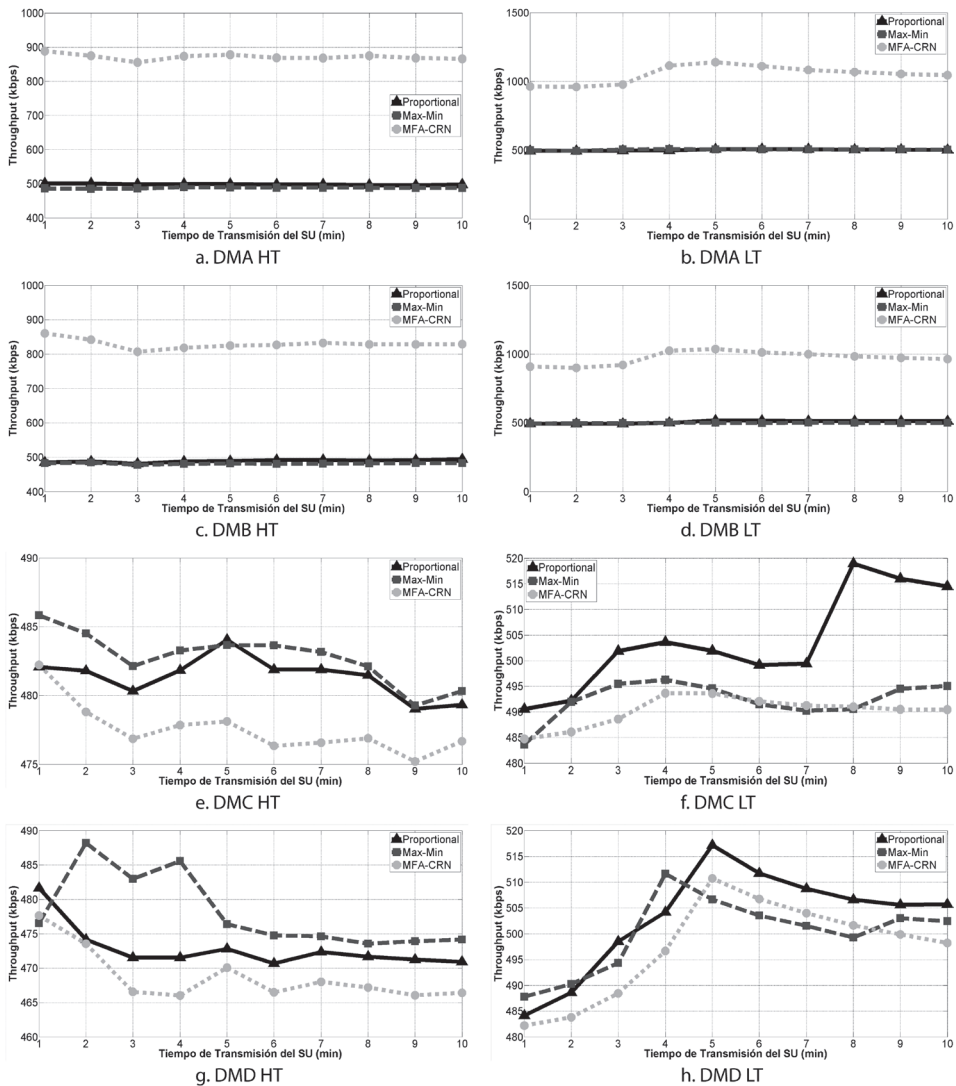 1000
900
800
700
600
500
400
Throughput (kbps)
Proportional
Max-Min
MFA-CRN
1 2 3 4 5 6 7 8 9 10
Tiempo de Transmisión del SU (min)
a. DMA HT
1500
1000
500
0
Throughput (kbps)
Proportional
Max-Min
MFA-CRN
1 2 3 4 5 6 7 8 9 10
Tiempo de Transmisión del SU (min)
b. DMA LT
1000
900
800
700
600
500
400
Throughput (kbps)
Proportional
Max-Min
MFA-CRN
1 2 3 4 5 6 7 8 9 10
Tiempo de Transmisión del SU (min)
c. DMB HT
1500
1000
500
0
Throughput (kbps)
Proportional
Max-Min
MFA-CRN
1 2 3 4 5 6 7 8 9 10
Tiempo de Transmisión del SU (min)
d. DMB LT
490
485
480
475
Throughput (kbps)
Proportional
Max-Min
MFA-CRN
1 2 3 4 5 6 7 8 9 10
Tiempo de Transmisión del SU (min)
e. DMC HT
520
515
510
505
500
495
490
485
480
Throughput (kbps)
Proportional
Max-Min
MFA-CRN
1 2 3 4 5 6 7 8 9 10
Tiempo de Transmisión del SU (min)
f. DMC LT
490
485
480
475
470
465
460
Throughput (kbps)
Proportional
Max-Min
MFA-CRN
1 2 3 4 5 6 7 8 9 10
Tiempo de Transmisión del SU (min)
g. DMD HT
520
515
510
505
500
495
490
485
480
Throughput (kbps)
Proportional
Max-Min
MFA-CRN
1 2 3 4 5 6 7 8 9 10
Tiempo de Transmisión del SU (min)
h. DMD LT